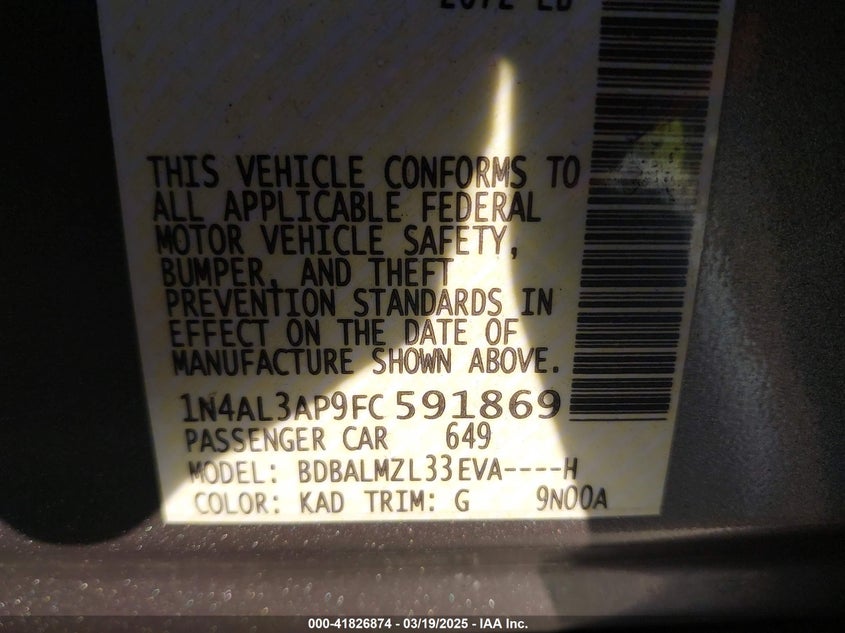 THIS VEHICLE CONFORMS TO
ALL APPLICABLE FEDERAL
MOTOR VEHICLE SAFETY,
BUMPER, AND THEFT
PREVENTION STANDARDS IN
EFFECT ON THE DATE OF
MANUFACTURE SHOWN ABOVE.
1N4AL3AP9FC591869
PASSENGER CAR 649
MODEL: BDBALMZL33EVA----H
COLOR: KAD TRIM: G 9N00A
000-41826874 - 03/19/2025 - IAA Inc.